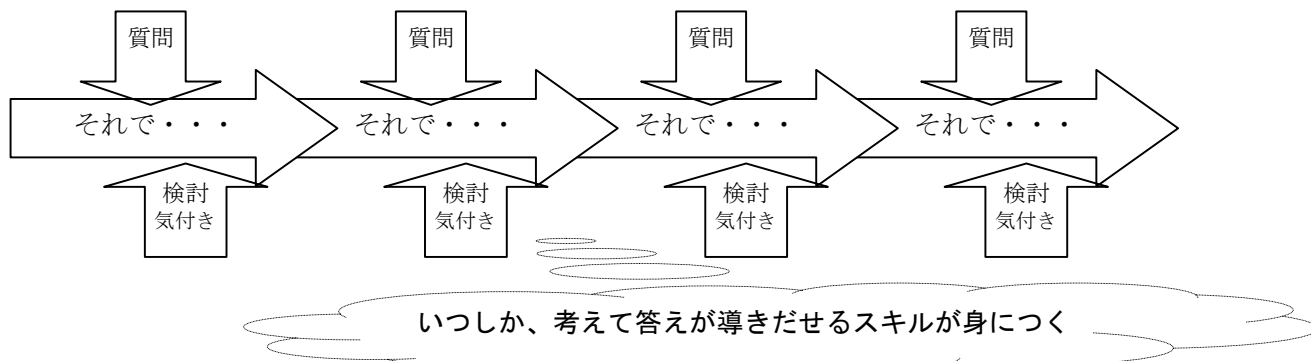 質問 質問 質問 質問
それで・・・ それで・・・ それで・・・ それで・・・
検討 検討 検討 検討
気付き 気付き 気付き 気付き
いつしか、考えて答えが導きだせるスキルが身につく